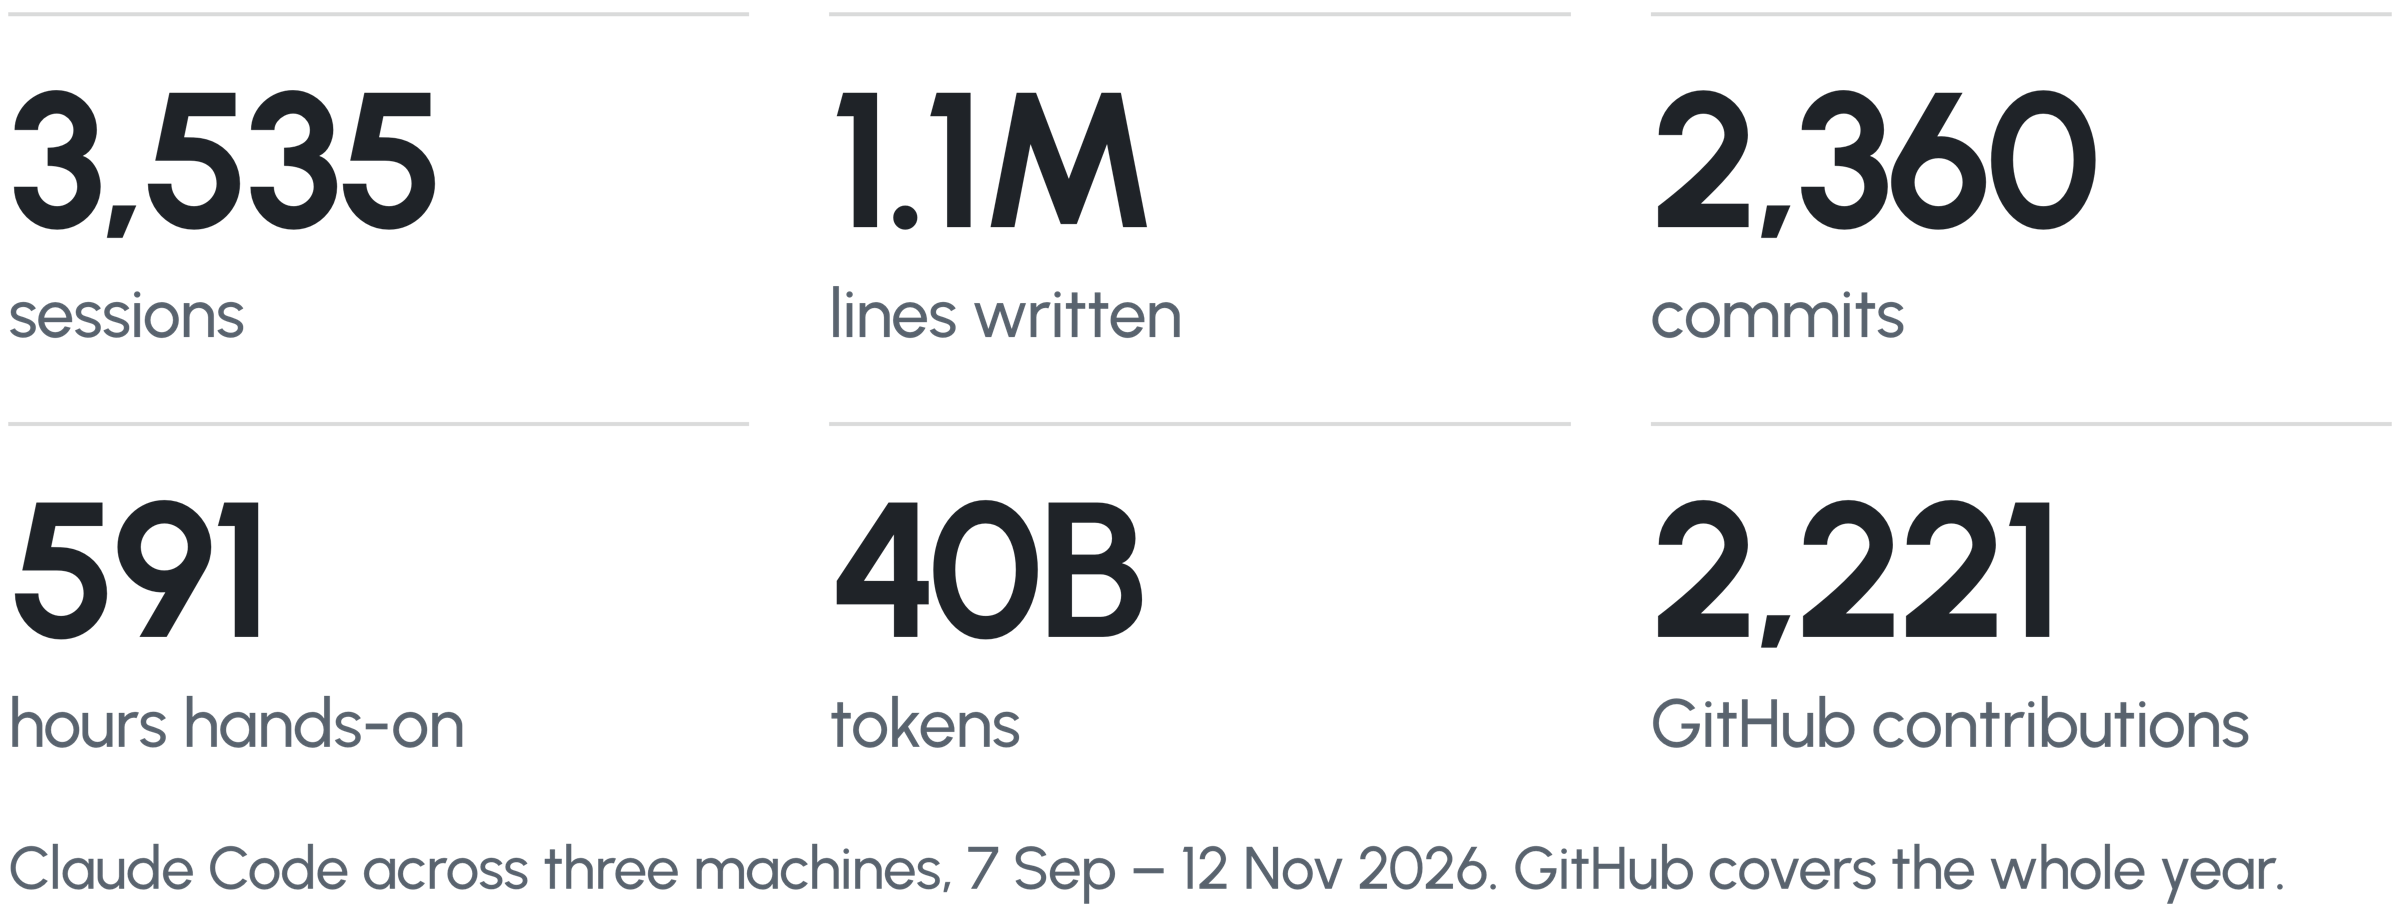 3,535
sessions
1.1M
lines written
2,360
commits
591
hours hands-on
40B
tokens
2,221
GitHub contributions
Claude Code across three machines, 7 Sep – 12 Nov 2026. GitHub covers the whole year.